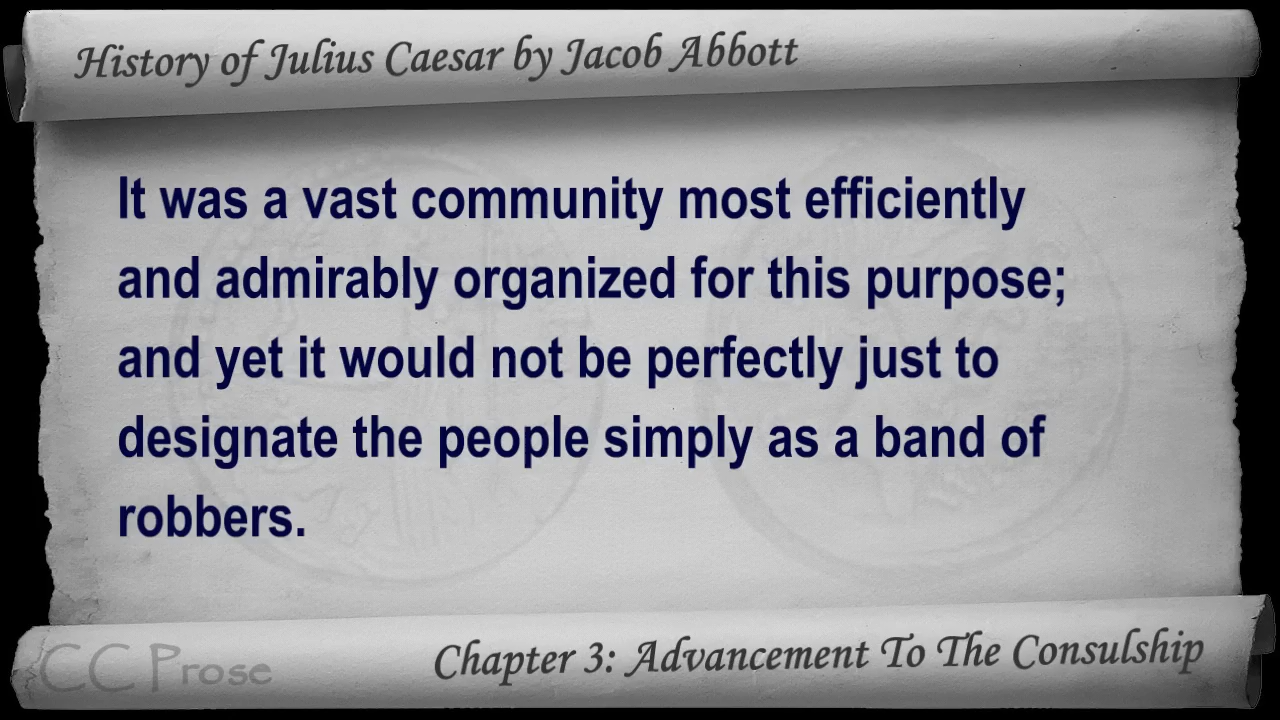 History of Julius Caesar by Jacob Abbott
It was a vast community most efficiently
and admirably organized for this purpose;
and yet it would not be perfectly just to
designate the people simply as a band of
robbers.
CC Prose
Chapter 3: Advancement To The Consulship